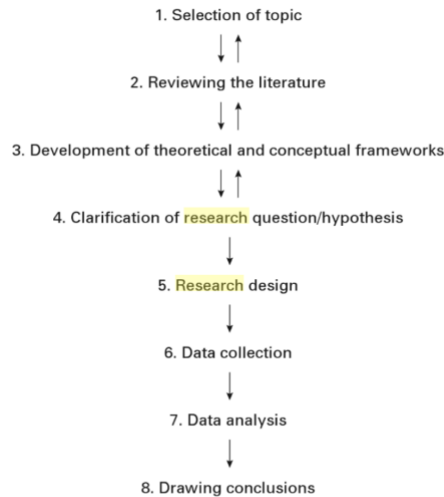 1. Selection of topic
2. Reviewing the literature
3. Development of theoretical and conceptual frameworks
4. Clarification of research question/hypothesis
5. Research design
6. Data collection
7. Data analysis
8. Drawing conclusions